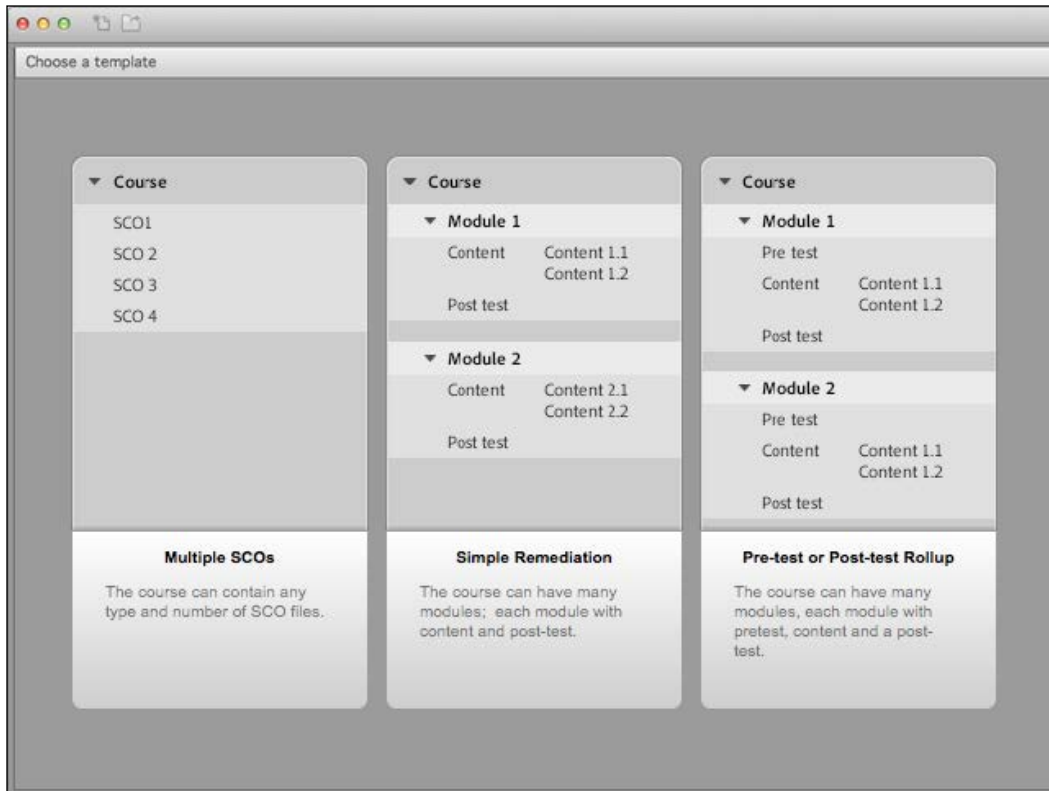 Choose a template
Course
SCO1
SCO 2
SCO 3
SCO 4
Multiple SCOs
The course can contain any
type and number of SCO files.
Course
Module 1
Content Content 1.1
Content 1.2
Post test
Module 2
Content Content 2.1
Content 2.2
Post test
Simple Remediation
The course can have many
modules; each module with
content and post-test.
Course
Module 1
Pre test
Content Content 1.1
Content 1.2
Post test
Module 2
Pre test
Content Content 1.1
Content 1.2
Post test
Pre-test or Post-test Rollup
The course can have many
modules, each module with
pretest, content and a post-
test.